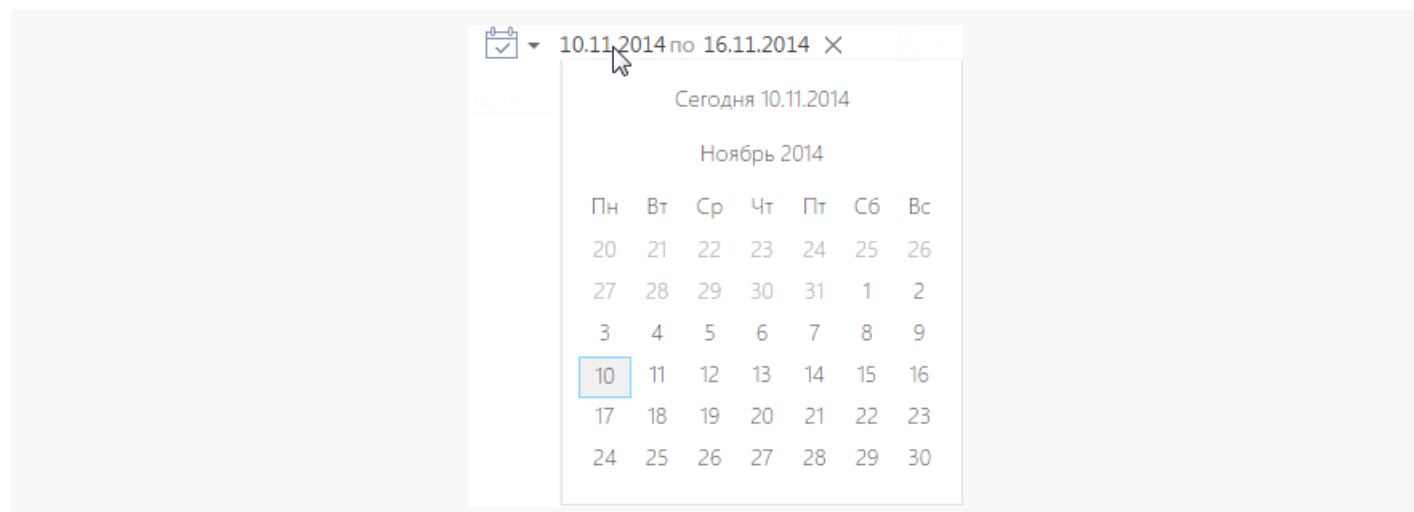 10.11.2014 по 16.11.2014
Сегодня 10.11.2014
Ноябрь 2014
Пн Вт Ср Чт Пт Сб Вс
20 21 22 23 24 25 26
27 28 29 30 31 1 2
3 4 5 6 7 8 9
10 11 12 13 14 15 16
17 18 19 20 21 22 23
24 25 26 27 28 29 30